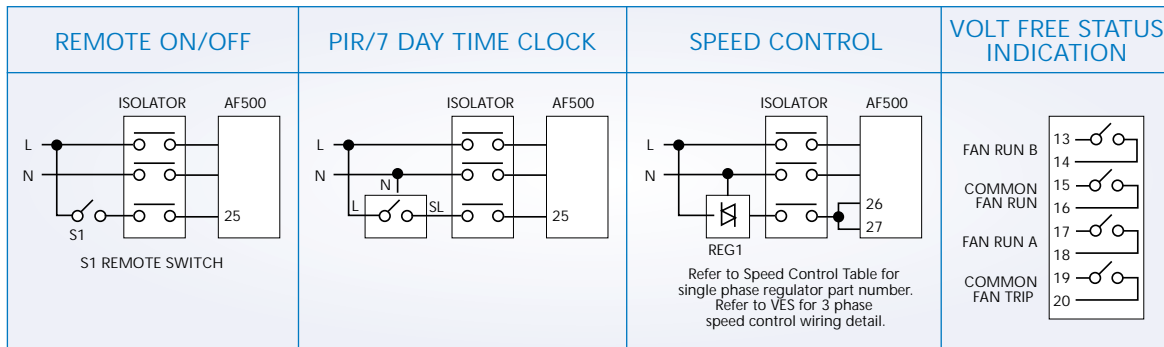 REMOTE ON/OFF
ISOLATOR
AF500
L
N
25
S1
S1 REMOTE SWITCH
PIR/7 DAY TIME CLOCK
ISOLATOR
AF500
L
N
N
L
SL
25
SPEED CONTROL
ISOLATOR
AF500
L
N
26
27
REG1
Refer to Speed Control Table for
single phase regulator part number.
Refer to VES for 3 phase
speed control wiring detail.
VOLT FREE STATUS
INDICATION
FAN RUN B
13
14
COMMON
FAN RUN
15
16
FAN RUN A
17
18
COMMON
FAN TRIP
19
20